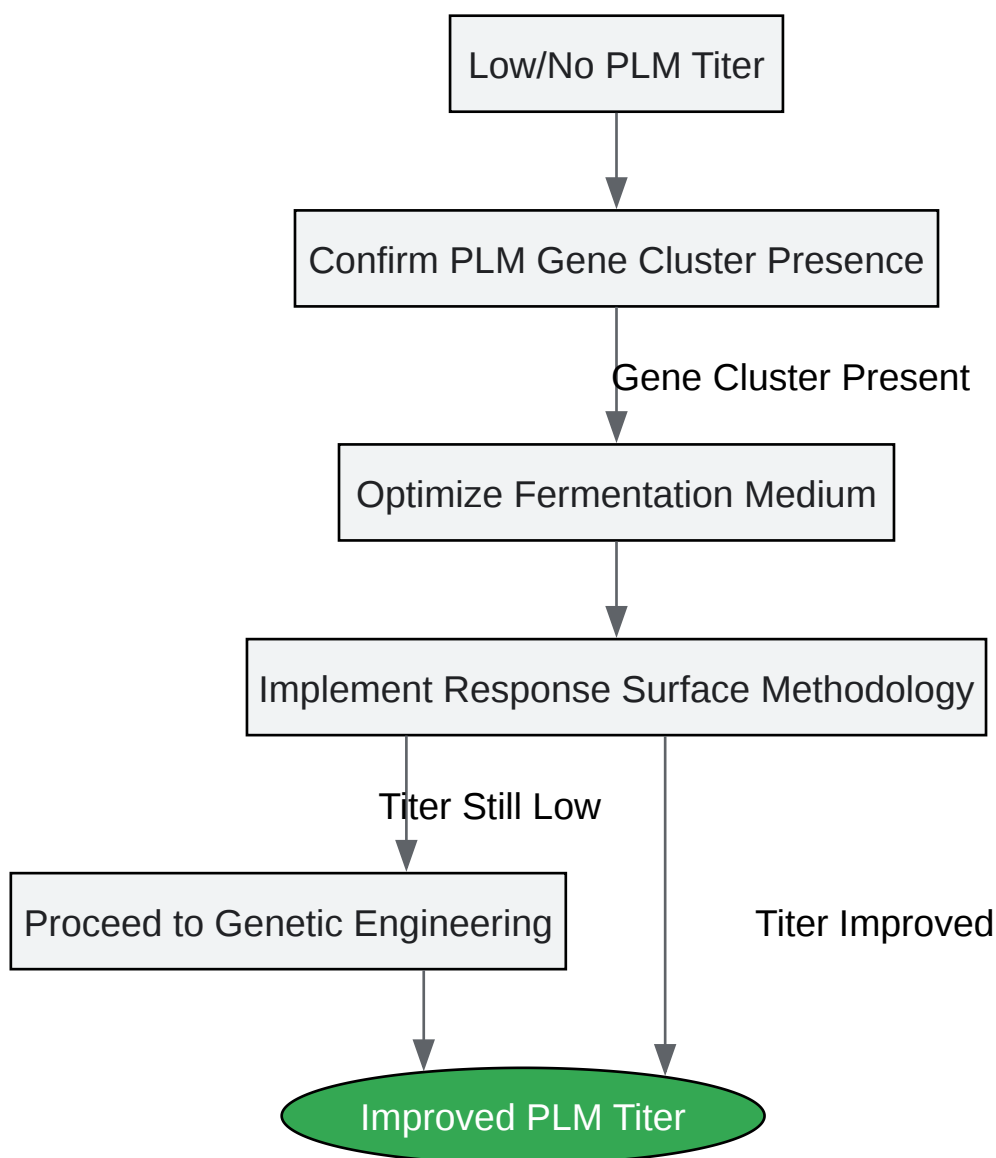 Low/No PLM Titer
Confirm PLM Gene Cluster Presence
Gene Cluster Present
Optimize Fermentation Medium
Implement Response Surface Methodology
Titer Still Low
Proceed to Genetic Engineering
Titer Improved
Improved PLM Titer